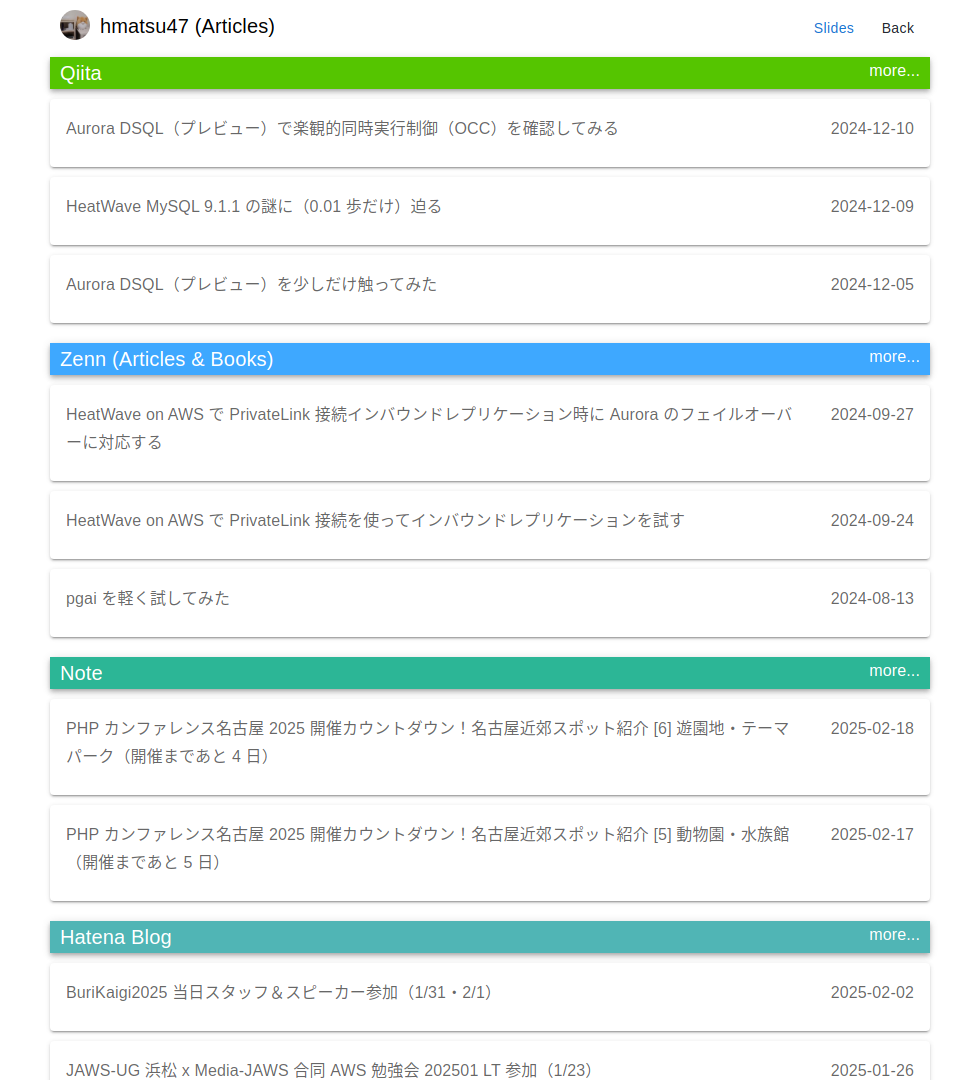 hmatsu47 (Articles)
Slides Back
Qiita more...
Aurora DSQL（プレビュー）で楽観的同時実行制御（OCC）を確認してみる 2024-12-10
HeatWave MySQL 9.1.1 の謎に（0.01 歩だけ）迫る 2024-12-09
Aurora DSQL（プレビュー）を少しだけ触ってみた 2024-12-05
Zenn (Articles & Books) more...
HeatWave on AWS で PrivateLink 接続インバウンドレプリケーション時に Aurora のフェイルオーバ 2024-09-27
ーに対応する
HeatWave on AWS で PrivateLink 接続を使ってインバウンドレプリケーションを試す 2024-09-24
pgai を軽く試してみた 2024-08-13
Note more...
PHP カンファレンス名古屋 2025 開催カウントダウン！名古屋近郊スポット紹介 [6] 遊園地・テーマ 2025-02-18
パーク（開催まであと 4 日）
PHP カンファレンス名古屋 2025 開催カウントダウン！名古屋近郊スポット紹介 [5] 動物園・水族館 2025-02-17
（開催まであと 5 日）
Hatena Blog more...
BuriKaigi2025 当日スタッフ＆スピーカー参加（1/31・2/1） 2025-02-02
JAWS-UG 浜松 x Media-JAWS 合同 AWS 勉強会 202501 LT 参加（1/23） 2025-01-26